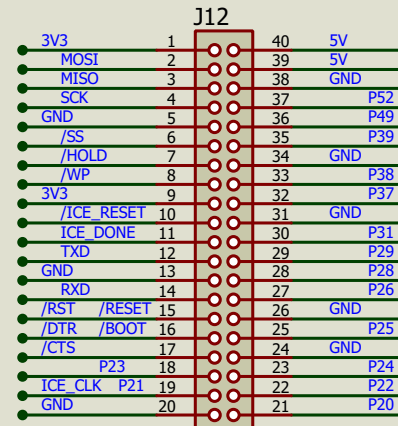 J12
3V3 1 40 5V
MOSI 2 39 5V
MISO 3 38 GND
SCK 4 37 P52
GND 5 36 P49
/SS 6 35 P39
/HOLD 7 34 GND
/WP 8 33 P38
3V3 9 32 P37
/ICE_RESET 10 31 GND
ICE_DONE 11 30 P31
TXD 12 29 P29
GND 13 28 P28
RXD 14 27 P26
/RST /RESET 15 26 GND
/DTR /BOOT 16 25 P25
/CTS 17 24 GND
P23 18 23 P24
ICE_CLK P21 19 22 P22
GND 20 21 P20